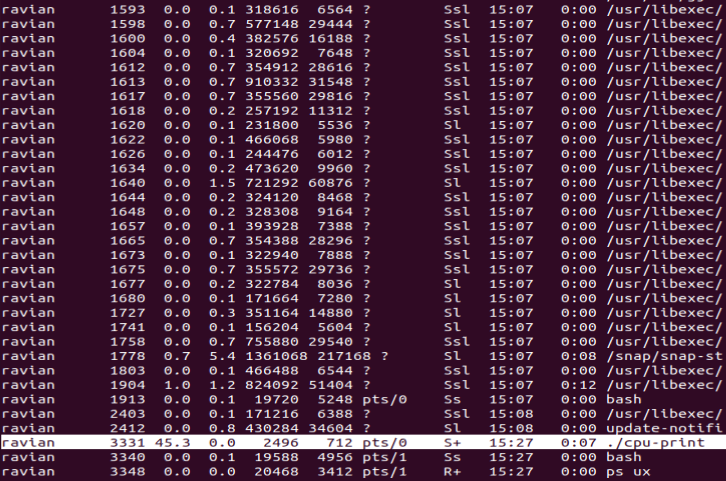 ravian 1593 0.0 0.1 318616 6564 ? Ssl 15:07 0:00 /usr/libexec/
ravian 1598 0.0 0.7 577148 29444 ? Ssl 15:07 0:00 /usr/libexec/
ravian 1600 0.0 0.4 382576 16188 ? Ssl 15:07 0:00 /usr/libexec/
ravian 1604 0.0 0.1 320692 7648 ? Ssl 15:07 0:00 /usr/libexec/
ravian 1612 0.0 0.7 354912 28616 ? Ssl 15:07 0:00 /usr/libexec/
ravian 1613 0.0 0.7 910332 31548 ? Ssl 15:07 0:00 /usr/libexec/
ravian 1617 0.0 0.7 355560 29816 ? Ssl 15:07 0:00 /usr/libexec/
ravian 1618 0.0 0.2 257192 11312 ? Ssl 15:07 0:00 /usr/libexec/
ravian 1620 0.0 0.1 231800 5536 ? Sl 15:07 0:00 /usr/libexec/
ravian 1622 0.0 0.1 466068 5980 ? Ssl 15:07 0:00 /usr/libexec/
ravian 1626 0.0 0.1 244476 6012 ? Ssl 15:07 0:00 /usr/libexec/
ravian 1634 0.0 0.2 473620 9960 ? Ssl 15:07 0:00 /usr/libexec/
ravian 1640 0.0 1.5 721292 60876 ? Sl 15:07 0:00 /usr/libexec/
ravian 1644 0.0 0.2 324120 8468 ? Ssl 15:07 0:00 /usr/libexec/
ravian 1648 0.0 0.2 328308 9164 ? Ssl 15:07 0:00 /usr/libexec/
ravian 1657 0.0 0.1 393928 7388 ? Ssl 15:07 0:00 /usr/libexec/
ravian 1665 0.0 0.7 354388 28296 ? Ssl 15:07 0:00 /usr/libexec/
ravian 1673 0.0 0.1 322940 7888 ? Ssl 15:07 0:00 /usr/libexec/
ravian 1675 0.0 0.7 355572 29736 ? Ssl 15:07 0:00 /usr/libexec/
ravian 1677 0.0 0.2 322784 8036 ? Sl 15:07 0:00 /usr/libexec/
ravian 1680 0.0 0.1 171664 7280 ? Sl 15:07 0:00 /usr/libexec/
ravian 1727 0.0 0.3 351164 14880 ? Sl 15:07 0:00 /usr/libexec/
ravian 1741 0.0 0.1 156204 5604 ? Sl 15:07 0:00 /usr/libexec/
ravian 1758 0.0 0.7 755880 29540 ? Ssl 15:07 0:00 /usr/libexec/
ravian 1778 0.7 5.4 1361068 217168 ? Sl 15:07 0:08 /snap/snap-st
ravian 1803 0.0 0.1 466488 6544 ? Ssl 15:07 0:00 /usr/libexec/
ravian 1904 1.0 1.2 824092 51404 ? Ssl 15:07 0:12 /usr/libexec/
ravian 1913 0.0 0.1 19720 5248 pts/0 Ss 15:07 0:00 bash
ravian 2403 0.0 0.1 171216 6388 ? Ssl 15:08 0:00 /usr/libexec/
ravian 2412 0.0 0.8 430284 34604 ? Sl 15:08 0:00 update-notifi
ravian 3331 45.3 0.0 2496 712 pts/0 S+ 15:27 0:07 ./cpu-print
ravian 3340 0.0 0.1 19588 4956 pts/1 Ss 15:27 0:00 bash
ravian 3348 0.0 0.0 20468 3412 pts/1 R+ 15:27 0:00 ps ux